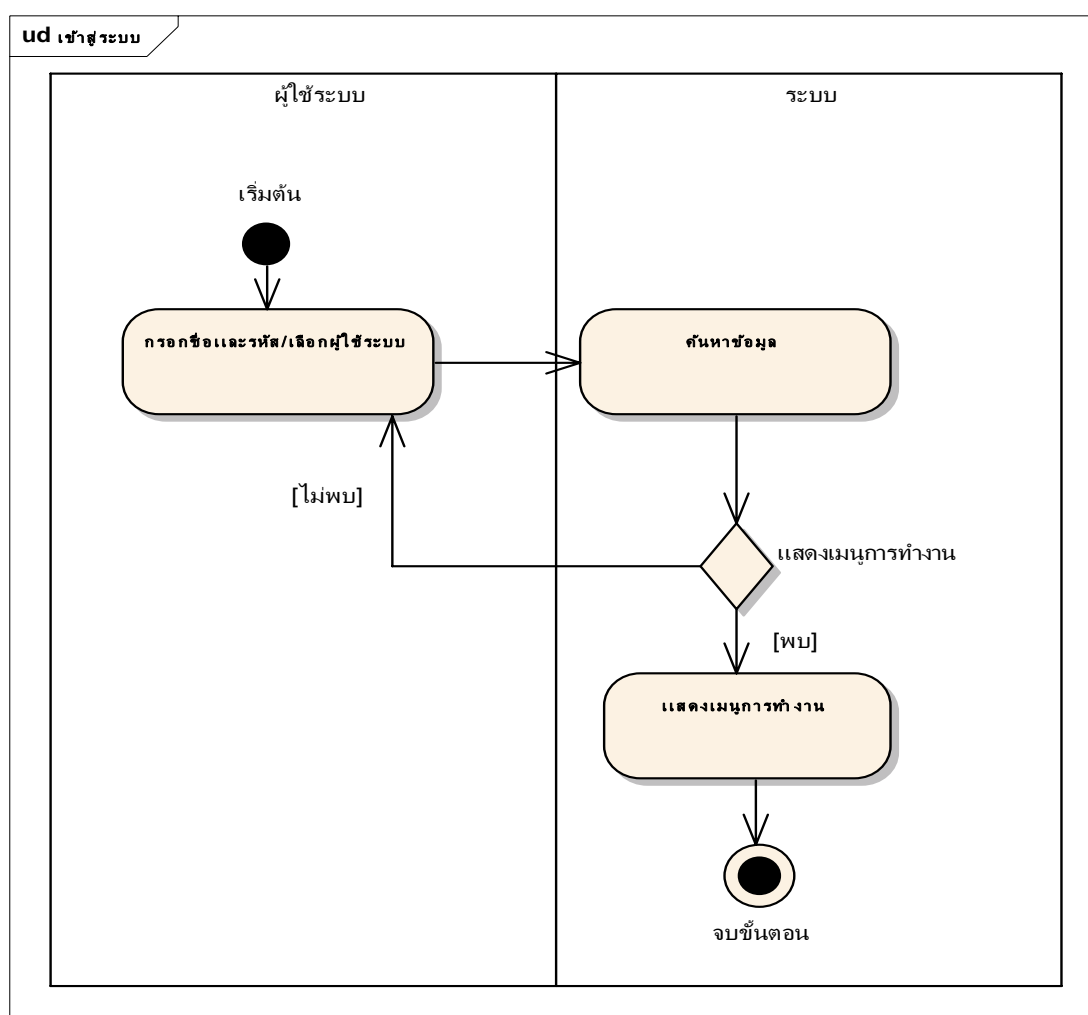 ud เข้าสู่ระบบ
ผู้ใช้ระบบ
ระบบ
เริ่มต้น
กรอกชื่อและรหัส/เลือกผู้ใช้ระบบ
ค้นหาข้อมูล
[ไม่พบ]
แสดงเมนูการทำงาน
[พบ]
แสดงเมนูการทำงาน
จบขั้นตอน